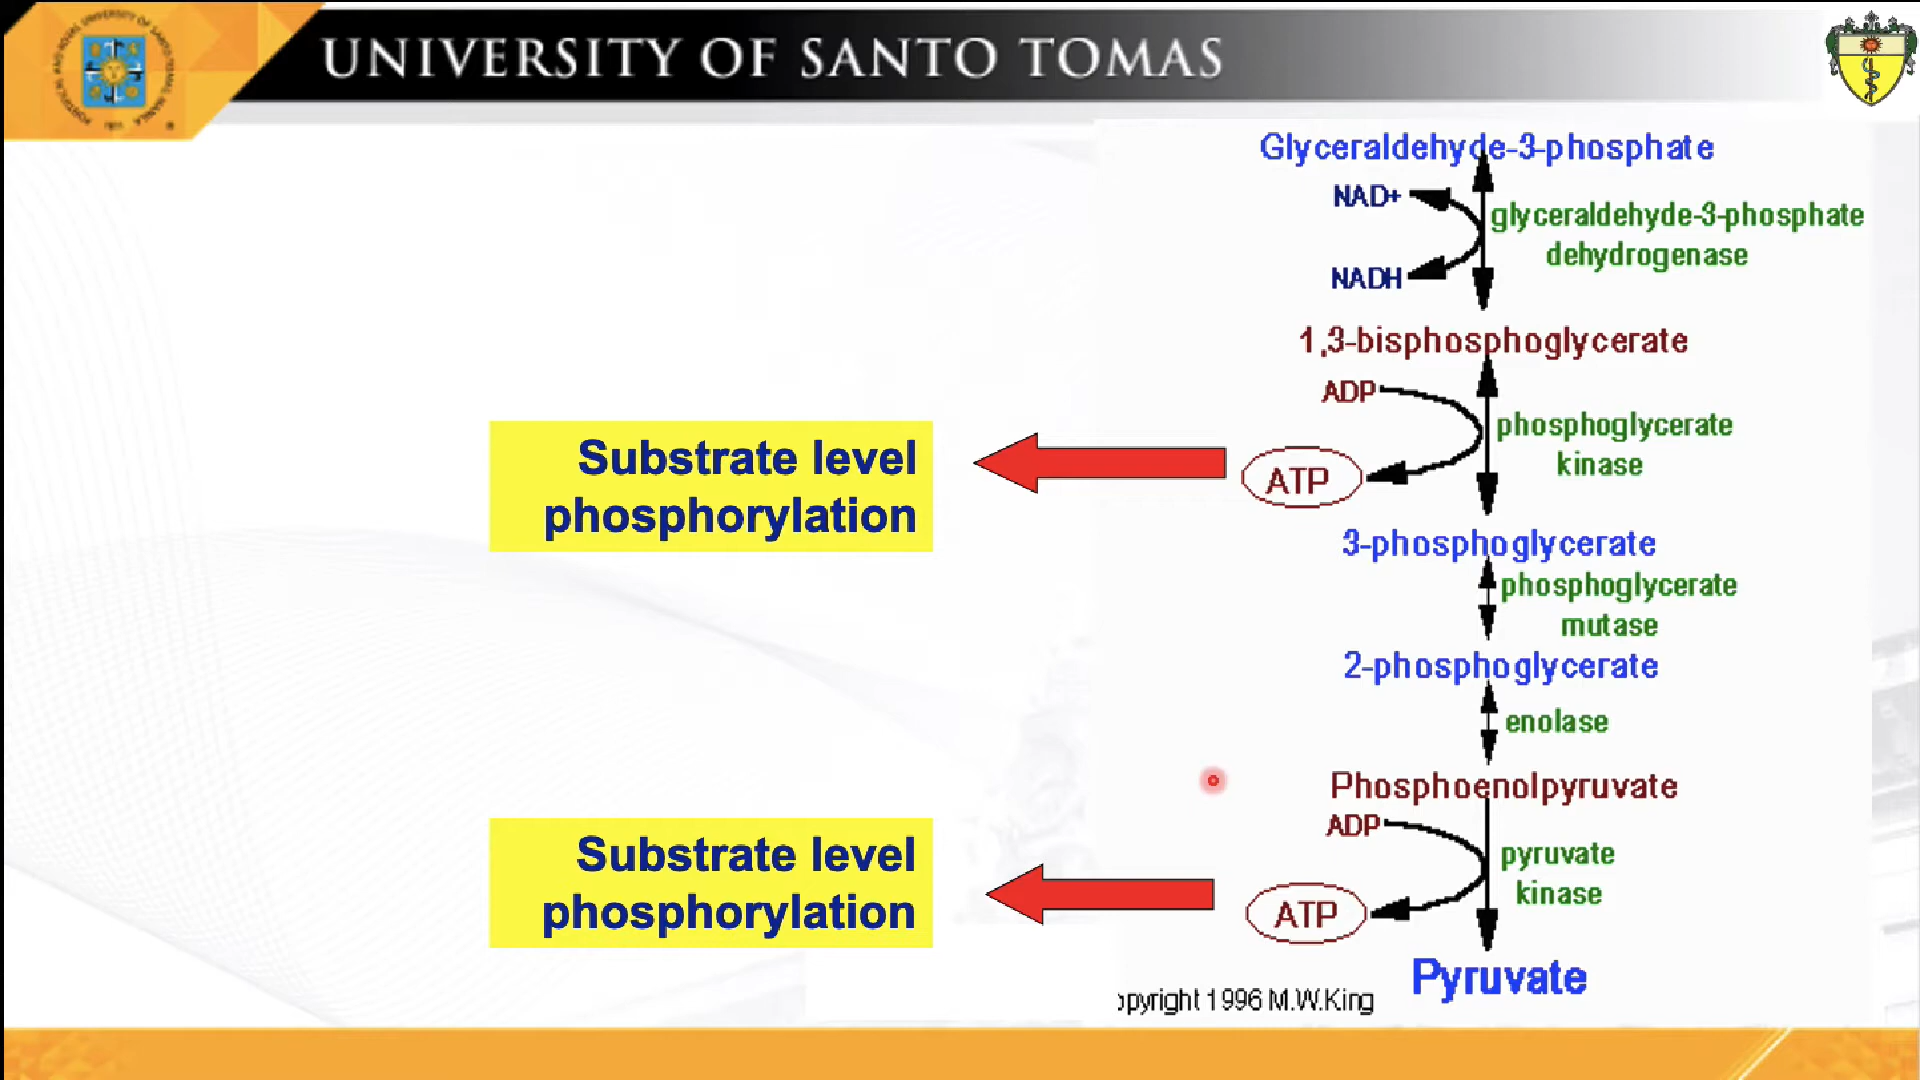 UNIVERSITY OF SANTO TOMAS
Glyceraldehyde-3-phosphate
NAD+
glyceraldehyde-3-phosphate
dehydrogenase
NADH
1,3-bisphosphoglycerate
ADP
phosphoglycerate
kinase
ATP
Substrate level
phosphorylation
3-phosphoglycerate
phosphoglycerate
mutase
2-phosphoglycerate
enolase
Phosphoenolpyruvate
ADP
pyruvate
kinase
ATP
Substrate level
phosphorylation
Pyruvate
opyright 1996 M.W.King